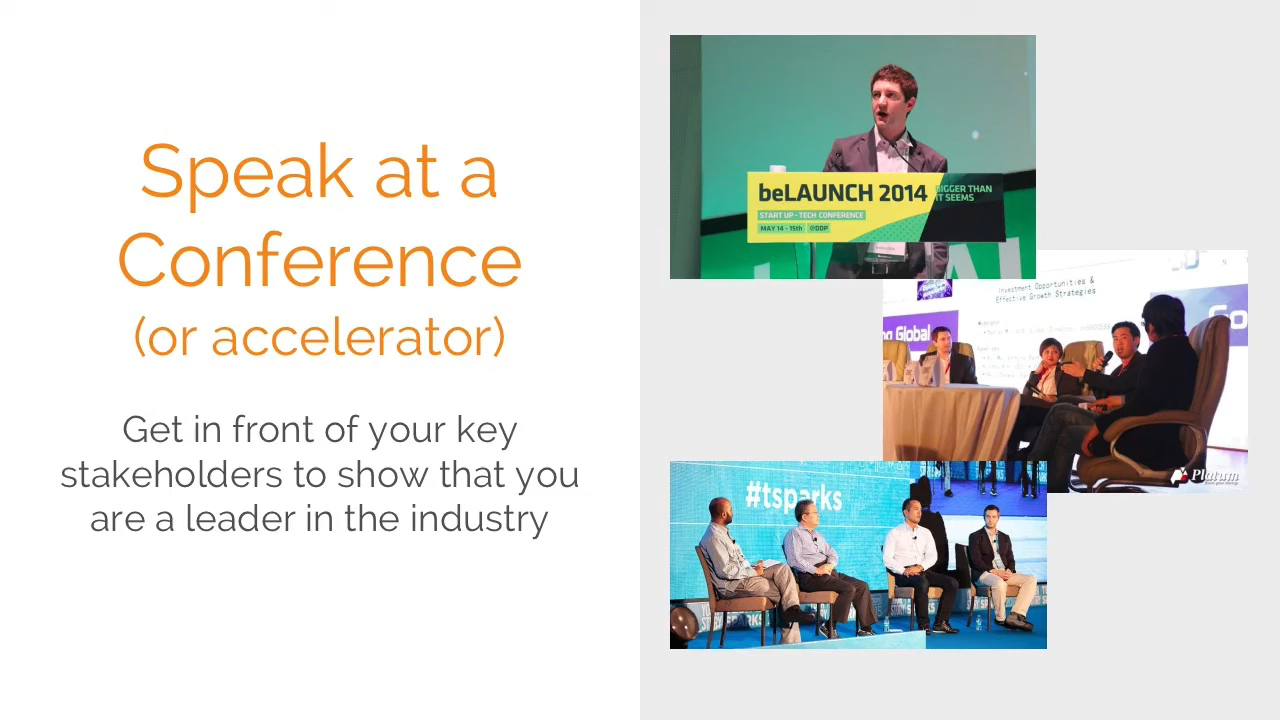 Speak at a
Conference
(or accelerator)
Get in front of your key
stakeholders to show that you
are a leader in the industry
beLAUNCH 2014
BIGGER THAN
IT SEEMS
START UP - TECH CONFERENCE
MAY 14 - 15th @DDP
Investment Opportunities &
Effective Growth Strategies
Global
Go
Platum
#tsparks